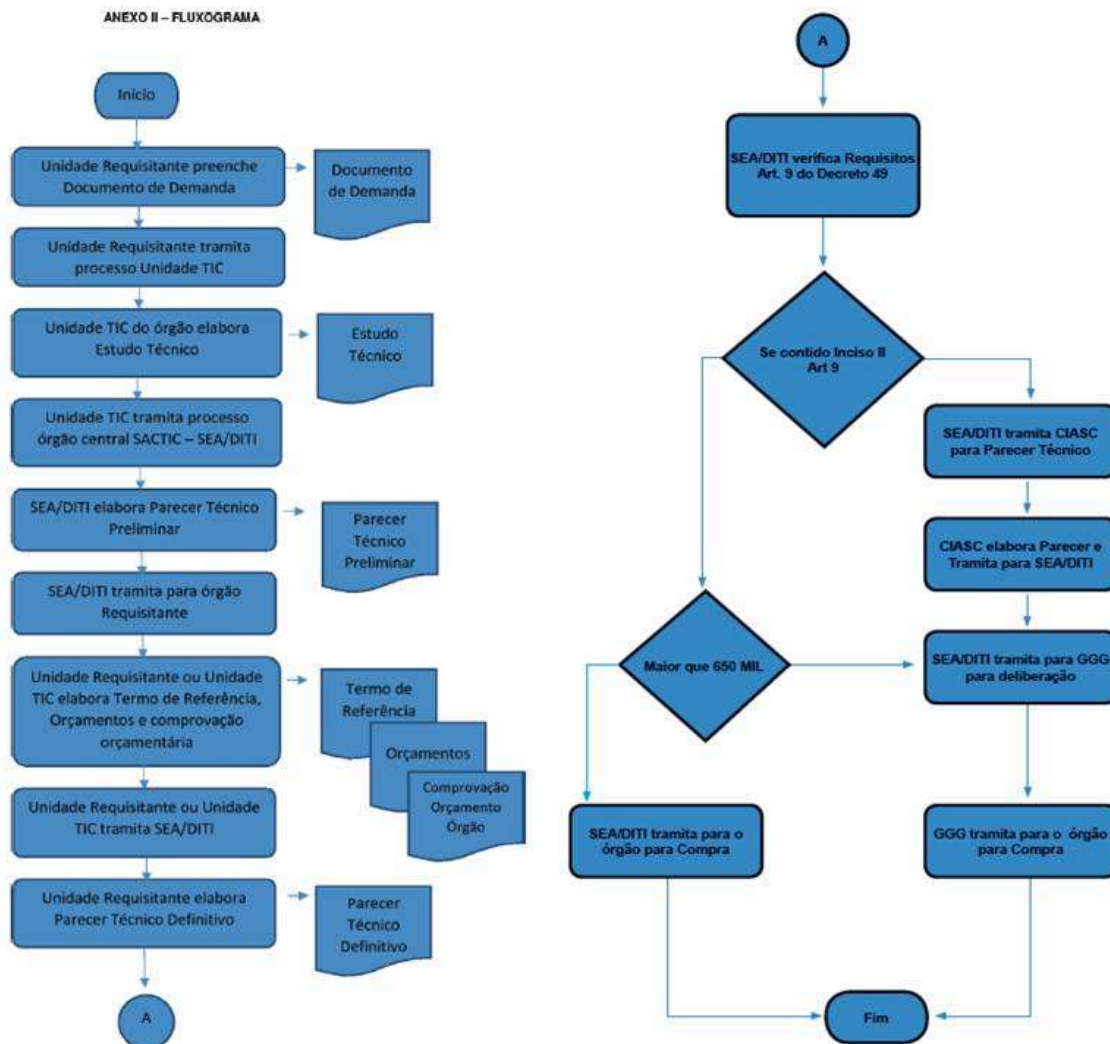 ANEXO II – FLUXOGRAMA
Início
Unidade Requisitante preenche
Documento de Demanda
Documento
de Demanda
Unidade Requisitante tramita
processo Unidade TIC
Unidade TIC do órgão elabora
Estudo Técnico
Estudo
Técnico
Unidade TIC tramita processo
órgão central SACTIC – SEA/DITI
SEA/DITI elabora Parecer Técnico
Preliminar
Parecer
Técnico
Preliminar
SEA/DITI tramita para órgão
Requisitante
Unidade Requisitante ou Unidade
TIC elabora Termo de Referência,
Orçamentos e comprovação
orçamentária
Termo de
Referência
Orçamentos
Comprovação
Orçamento
Órgão
Unidade Requisitante ou Unidade
TIC tramita SEA/DITI
Unidade Requisitante elabora
Parecer Técnico Definitivo
Parecer
Técnico
Definitivo
A
A
SEA/DITI verifica Requisitos
Art. 9 do Decreto 49
Se contido Inciso II
Art 9
SEA/DITI tramita CIASC
para Parecer Técnico
CIASC elabora Parecer e
Tramita para SEA/DITI
Maior que 650 MIL
SEA/DITI tramita para GGG
para deliberação
SEA/DITI tramita para o
órgão para Compra
GGG tramita para o órgão
para Compra
Fim